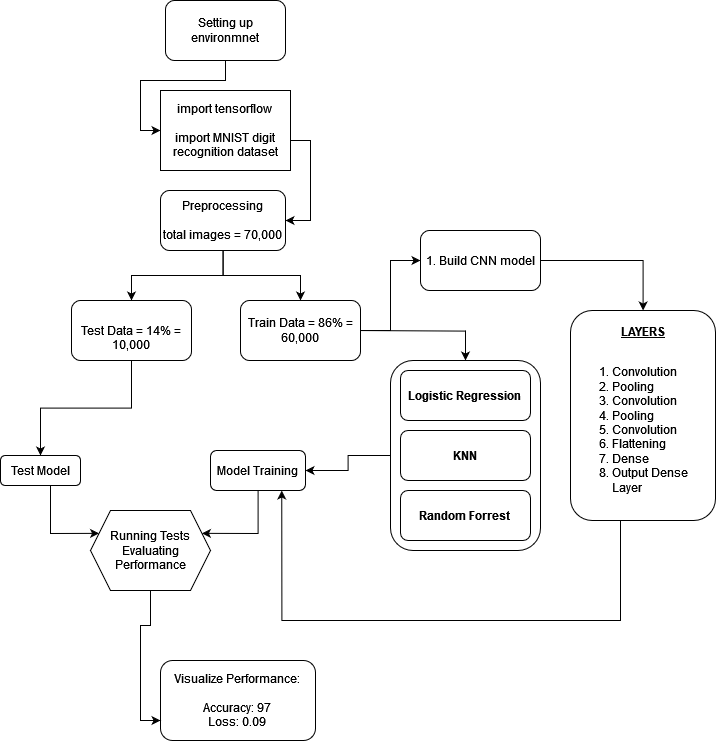 Setting up
environmnet
import tensorflow
import MNIST digit
recognition dataset
Preprocessing
total images = 70,000
1. Build CNN model
Test Data = 14% =
10,000
Train Data = 86% =
60,000
LAYERS
1. Convolution
2. Pooling
3. Convolution
4. Pooling
5. Convolution
6. Flattening
7. Dense
8. Output Dense
Layer
Logistic Regression
KNN
Random Forrest
Test Model
Model Training
Running Tests
Evaluating
Performance
Visualize Performance:
Accuracy: 97
Loss: 0.09